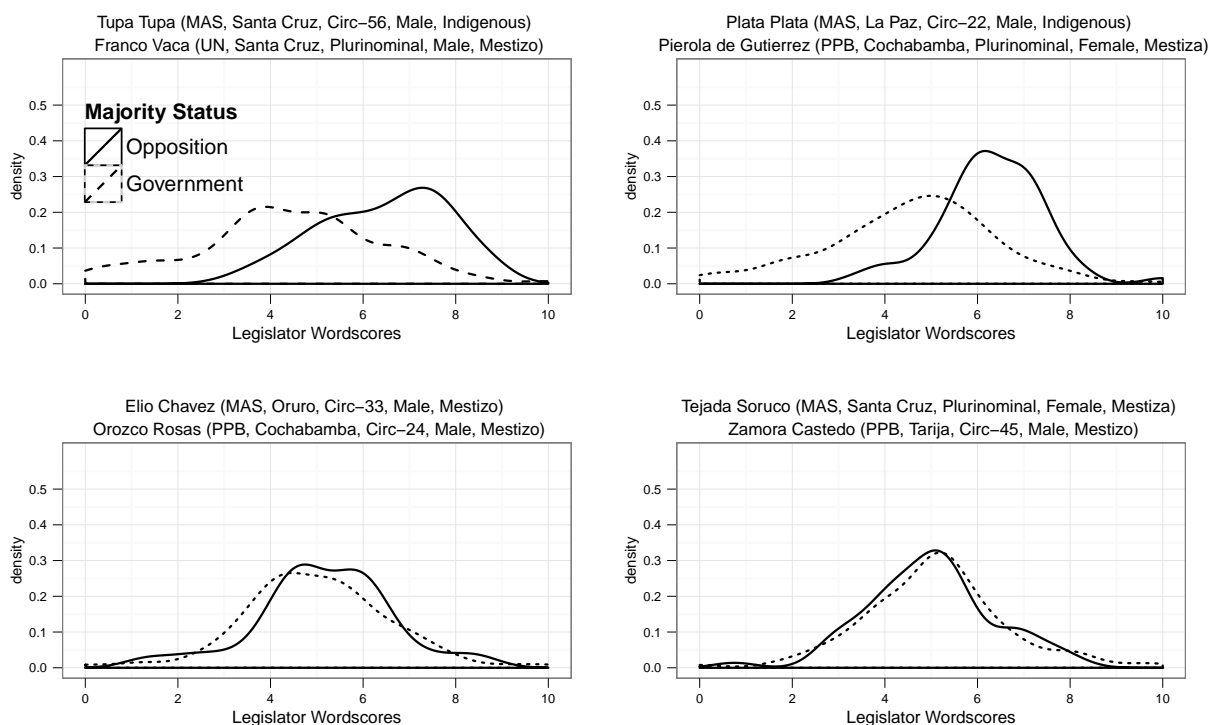 Tupa Tupa (MAS, Santa Cruz, Circ−56, Male, Indigenous)
Franco Vaca (UN, Santa Cruz, Plurinominal, Male, Mestizo)
0.5
0.4
0.3
0.2
0.1
0.0
density
Majority Status
Opposition
Government
0 2 4 6 8 10
Legislator Wordscores
Plata Plata (MAS, La Paz, Circ−22, Male, Indigenous)
Pierola de Gutierrez (PPB, Cochabamba, Plurinominal, Female, Mestiza)
0.5
0.4
0.3
0.2
0.1
0.0
density
0 2 4 6 8 10
Legislator Wordscores
Elio Chavez (MAS, Oruro, Circ−33, Male, Mestizo)
Orozco Rosas (PPB, Cochabamba, Circ−24, Male, Mestizo)
0.5
0.4
0.3
0.2
0.1
0.0
density
0 2 4 6 8 10
Legislator Wordscores
Tejada Soruco (MAS, Santa Cruz, Plurinominal, Female, Mestiza)
Zamora Castedo (PPB, Tarija, Circ−45, Male, Mestizo)
0.5
0.4
0.3
0.2
0.1
0.0
density
0 2 4 6 8 10
Legislator Wordscores